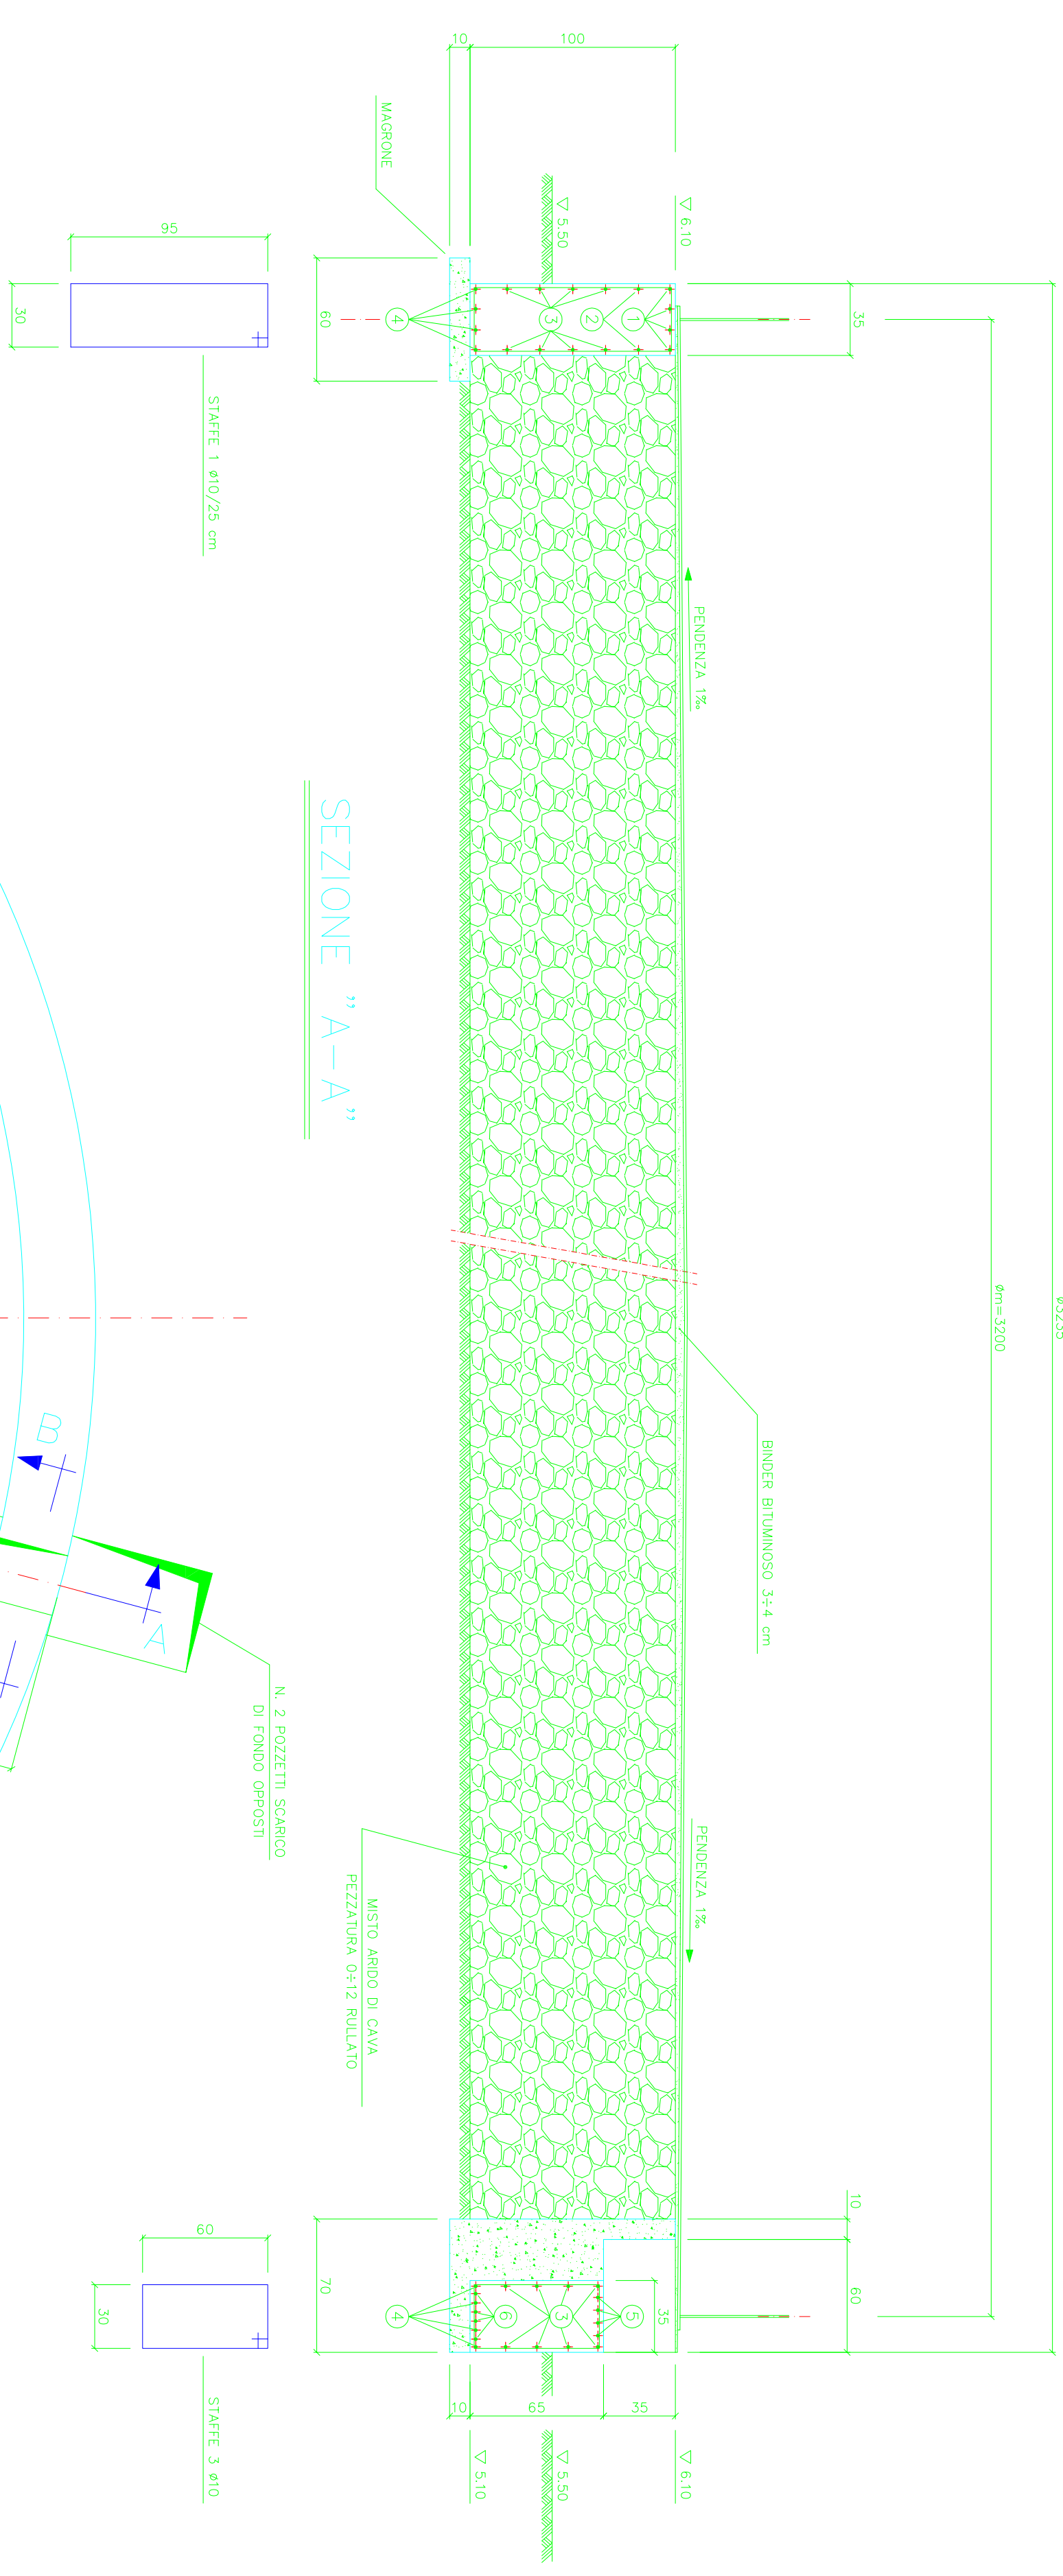 ø3235
øm=3200
35
10
60
PENDENZA 1‰
BINDER BITUMINOSO 3÷4 cm
PENDENZA 1‰
6.10
5.50
100
10
1
2
3
4
MAGRONE
60
5
3
6
4
35
35
65
10
70
6.10
5.50
5.10
MISTO ARIDO DI CAVA
PEZZATURA 0÷12 RULLATO
SEZIONE "A-A"
95
30
STAFFE 1 ø10/25 cm
60
30
STAFFE 3 ø10
N. 2 POZZETTI SCARICO
DI FONDO OPPOSTI
B
A